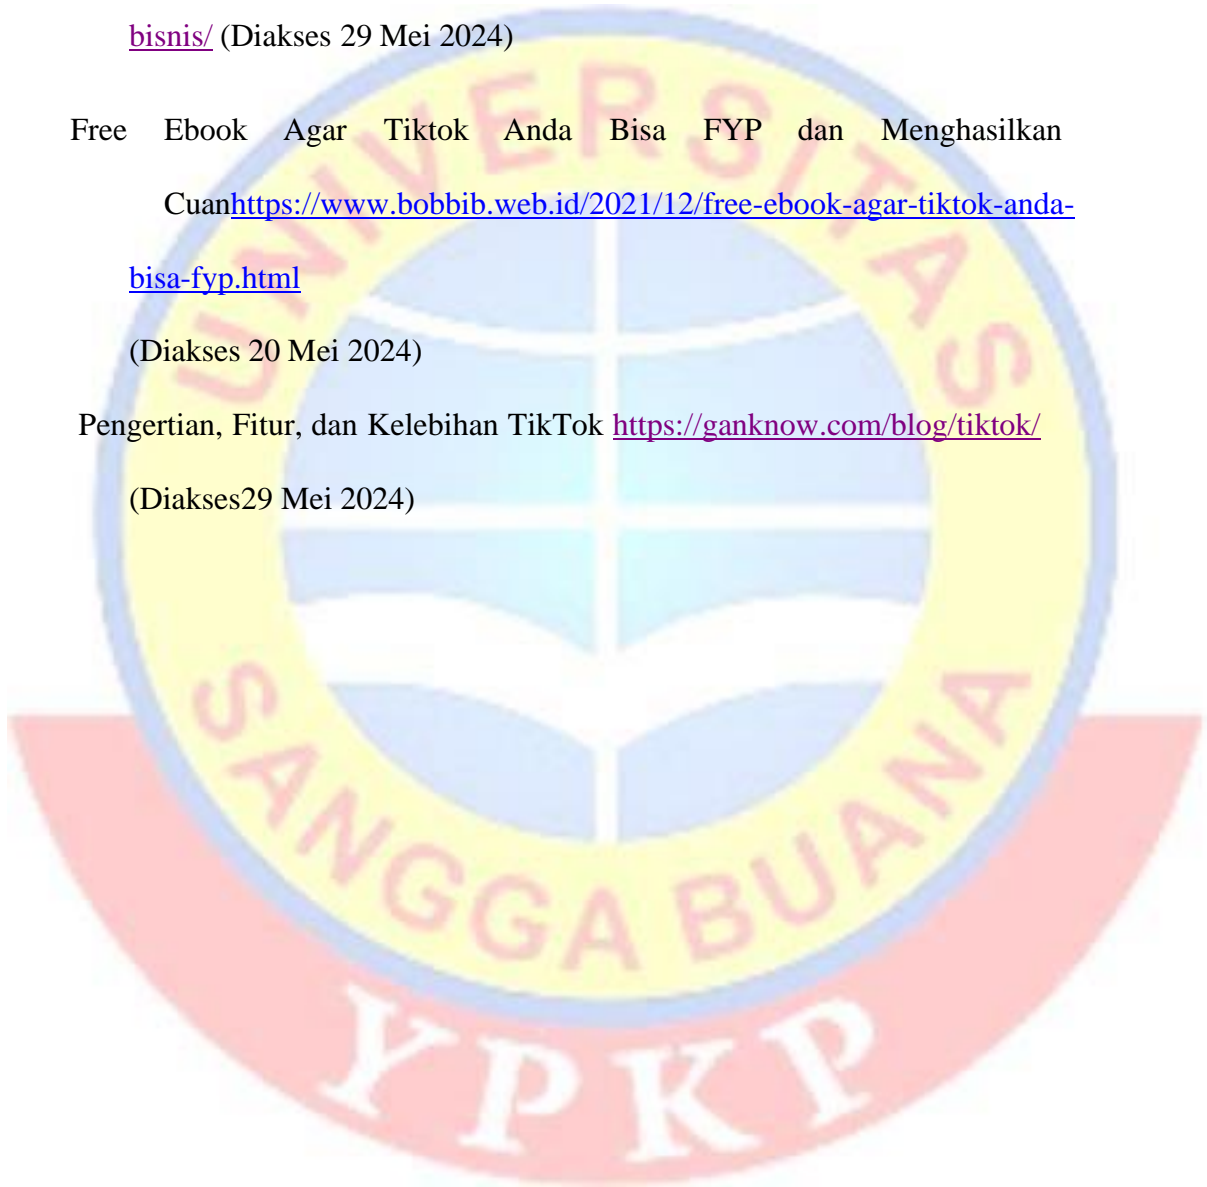 bisnis/ (Diakses 29 Mei 2024)
Free Ebook Agar Tiktok Anda Bisa FYP dan Menghasilkan
Cuanhttps://www.bobbib.web.id/2021/12/free-ebook-agar-tiktok-anda-
bisa-fyp.html
(Diakses 20 Mei 2024)
Pengertian, Fitur, dan Kelebihan TikTok https://ganknow.com/blog/tiktok/
(Diakses29 Mei 2024)
UNIVERSITAS
SANGGA BUANA
YPKP